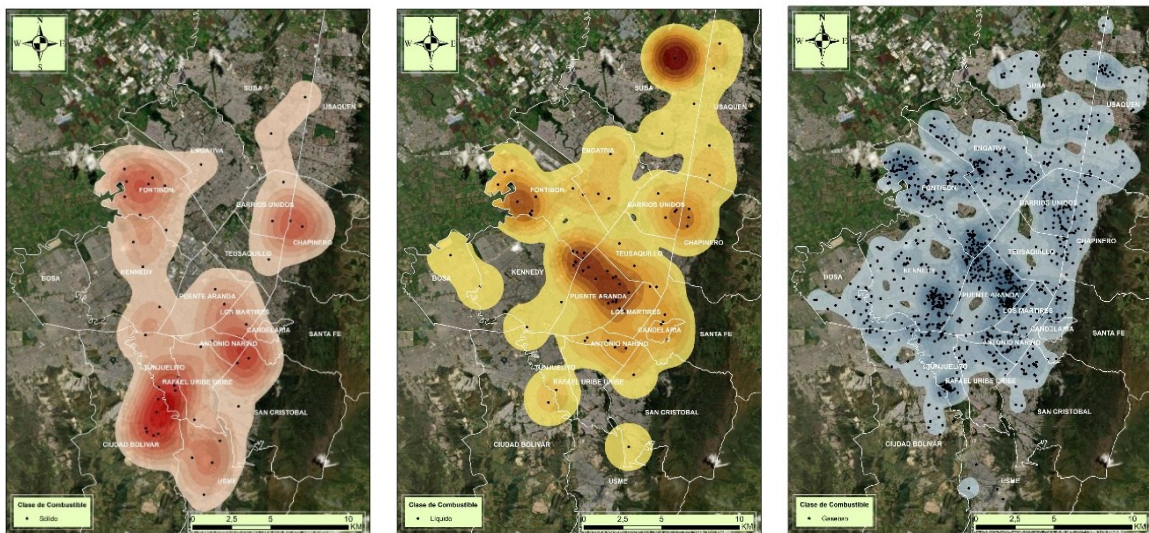 N
W E
S
SUBA
USAQUEN
ENGATIVA
FONTIBON
BARRIOS UNIDOS
CHAPINERO
TEUSAQUILLO
BOSA
KENNEDY
PUENTE ARANDA
LOS MARTIRES
CANDELARIA
SANTA FE
ANTONIO NARIÑO
TUNJUELITO
RAFAEL URIBE URIBE
SAN CRISTOBAL
CIUDAD BOLIVAR
USME
Clase de Combustible
Sólido
0 2,5 5 10
KM
N
W E
S
SUBA
USAQUEN
ENGATIVA
FONTIBON
BARRIOS UNIDOS
CHAPINERO
TEUSAQUILLO
BOSA
KENNEDY
PUENTE ARANDA
LOS MARTIRES
CANDELARIA
SANTA FE
ANTONIO NARIÑO
TUNJUELITO
RAFAEL URIBE URIBE
SAN CRISTOBAL
CIUDAD BOLIVAR
USME
Clase de Combustible
Líquido
0 2,5 5 10
KM
N
W E
S
SUBA
USAQUEN
ENGATIVA
FONTIBON
BARRIOS UNIDOS
CHAPINERO
TEUSAQUILLO
BOSA
KENNEDY
PUENTE ARANDA
LOS MARTIRES
CANDELARIA
SANTA FE
ANTONIO NARIÑO
TUNJUELITO
RAFAEL URIBE URIBE
SAN CRISTOBAL
CIUDAD BOLIVAR
USME
Clase de Combustible
Gaseoso
0 2,5 5 10
KM